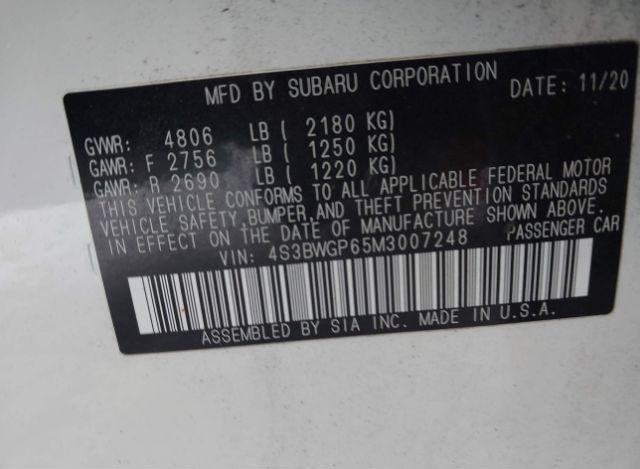 MFD BY SUBARU CORPORATION DATE: 11/20
GVWR: 4806 LB ( 2180 KG)
GAWR: F 2756 LB ( 1250 KG)
GAWR: R 2690 LB ( 1220 KG)
THIS VEHICLE CONFORMS TO ALL APPLICABLE FEDERAL MOTOR
VEHICLE SAFETY, BUMPER, AND THEFT PREVENTION STANDARDS
IN EFFECT ON THE DATE OF MANUFACTURE SHOWN ABOVE.
VIN: 4S3BWGP65M3007248 PASSENGER CAR
ASSEMBLED BY SIA INC. MADE IN U.S.A.